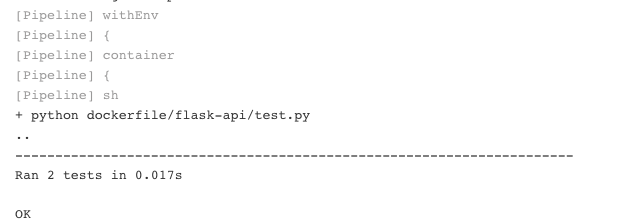 [Pipeline] withEnv
[Pipeline] {
[Pipeline] container
[Pipeline] {
[Pipeline] sh
+ python dockerfile/flask-api/test.py
..
----------------------------------------------------------------------
Ran 2 tests in 0.017s
OK